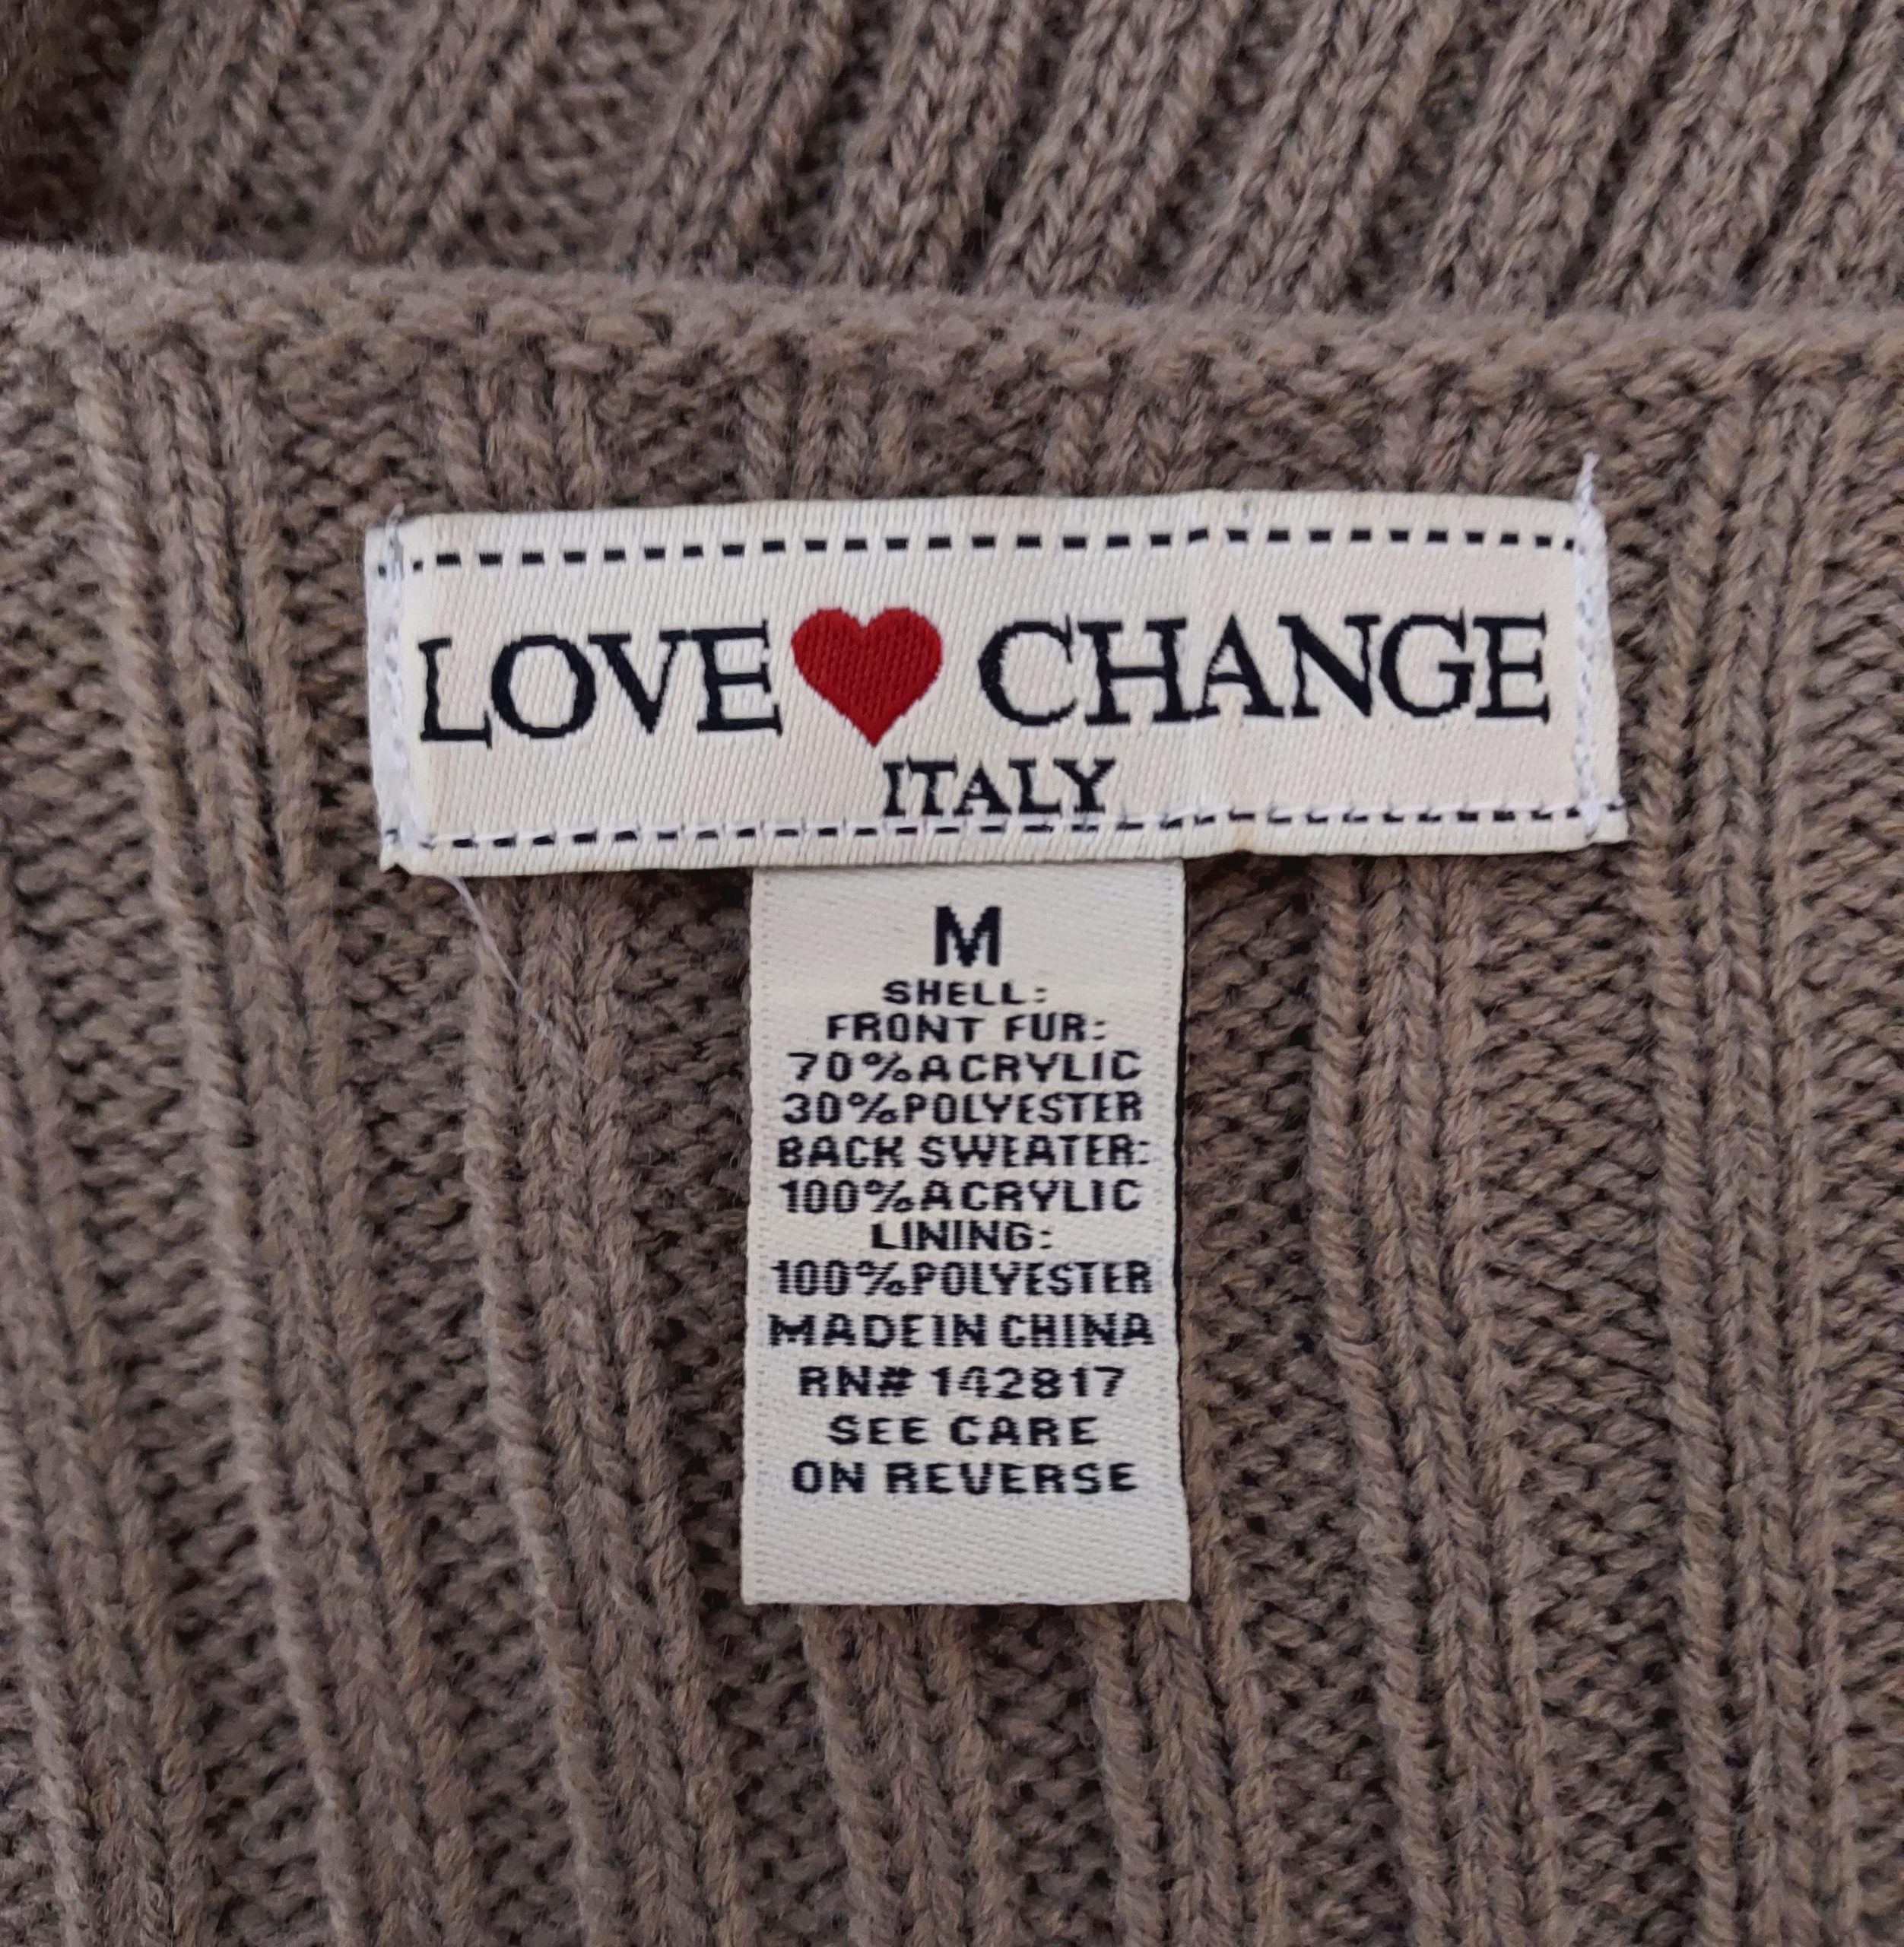 LOVE CHANGE
ITALY
M
SHELL:
FRONT FUR:
70%ACRYLIC
30%POLYESTER
BACK SWEATER:
100%ACRYLIC
LINING:
100%POLYESTER
MADE IN CHINA
RN# 142817
SEE CARE
ON REVERSE